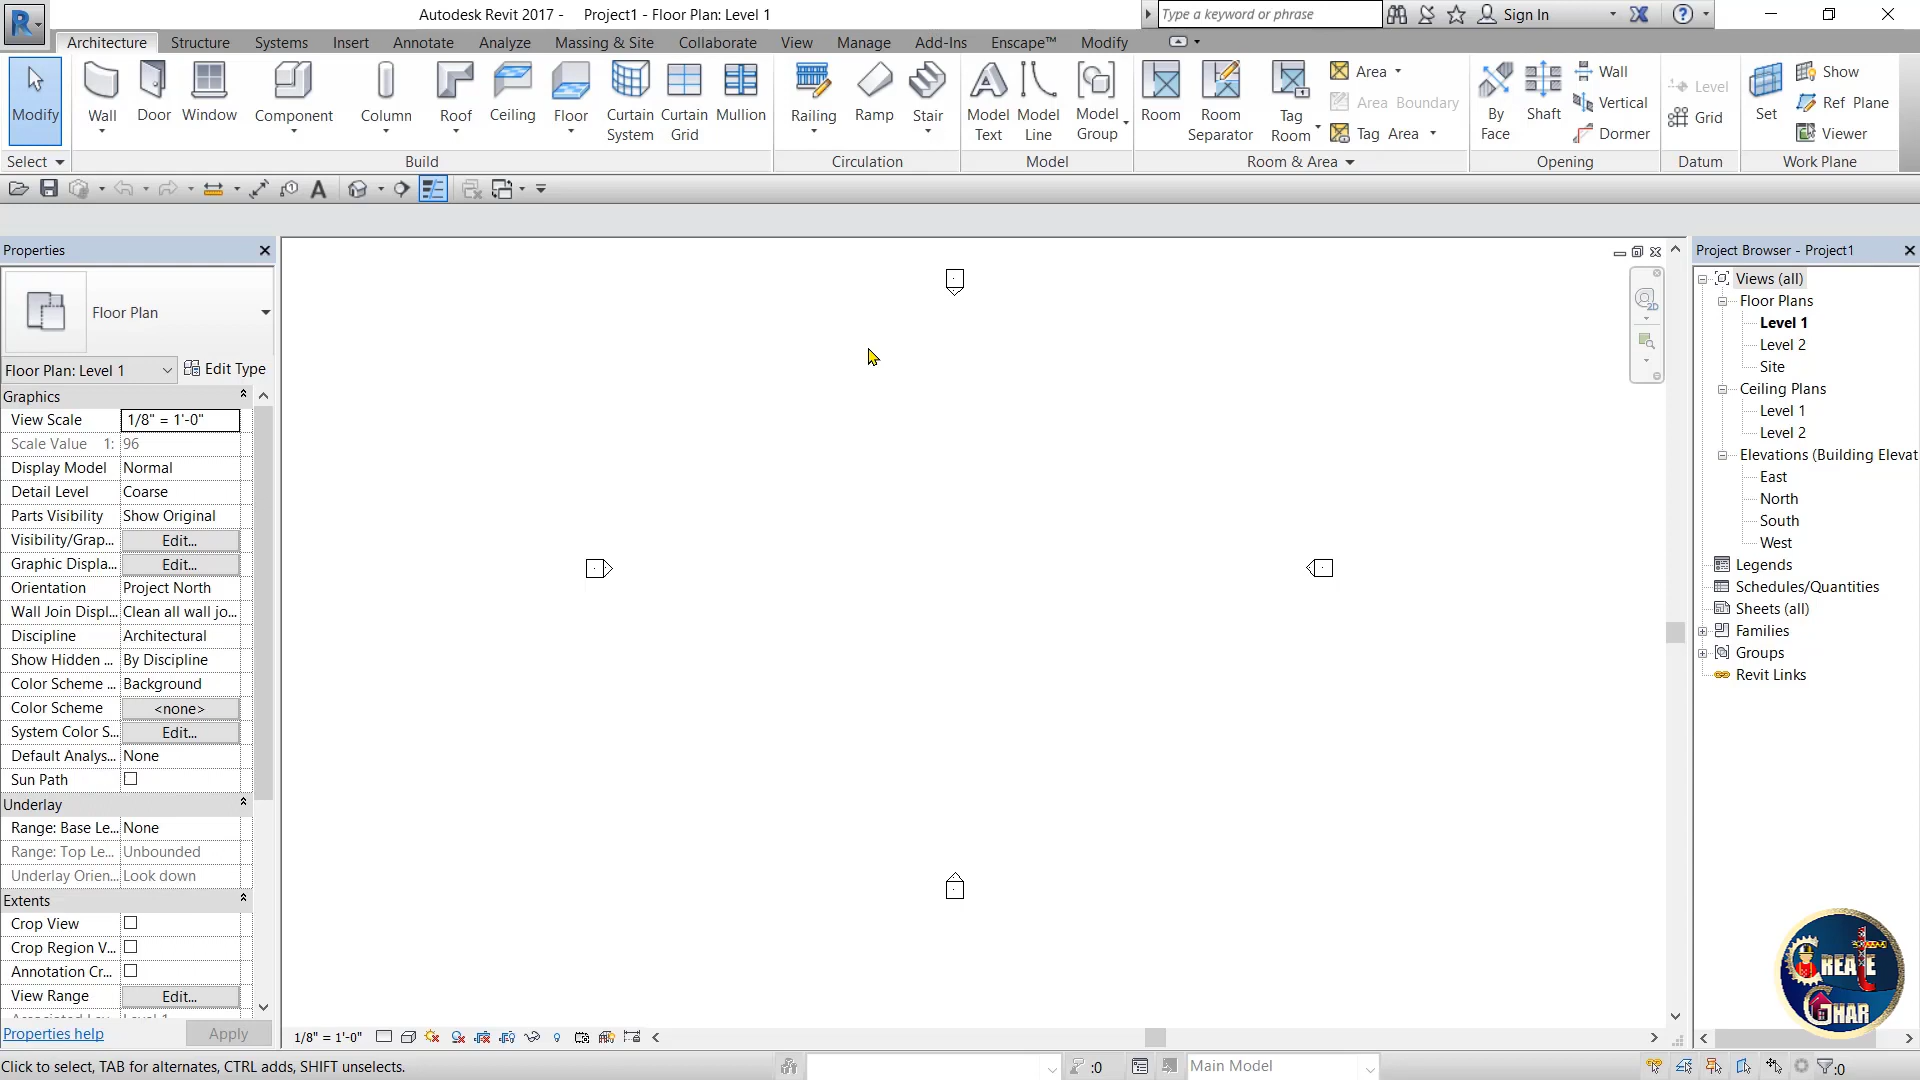 Autodesk Revit 2017 - Project1 - Floor Plan: Level 1
Type a keyword or phrase
Sign In
Architecture Structure Systems Insert Annotate Analyze Massing & Site Collaborate View Manage Add-Ins Enscape™ Modify
Modify
Wall
Door
Window
Component
Column
Roof
Ceiling
Floor
Curtain System
Curtain Grid
Mullion
Railing
Ramp
Stair
Model Text
Model Line
Model Group
Room
Room Separator
Tag Room
Area
Area Boundary
Tag Area
By Face
Shaft
Wall
Vertical
Dormer
Level
Grid
Set
Show
Ref Plane
Viewer
Select Build Circulation Model Room & Area Opening Datum Work Plane
Properties
Floor Plan
Floor Plan: Level 1 Edit Type
Graphics
View Scale 1/8" = 1'-0"
Scale Value 1: 96
Display Model Normal
Detail Level Coarse
Parts Visibility Show Original
Visibility/Grap... Edit...
Graphic Displa... Edit...
Orientation Project North
Wall Join Displ... Clean all wall jo...
Discipline Architectural
Show Hidden ... By Discipline
Color Scheme ... Background
Color Scheme <none>
System Color S... Edit...
Default Analys... None
Sun Path
Underlay
Range: Base Le... None
Range: Top Le... Unbounded
Underlay Orien... Look down
Extents
Crop View
Crop Region V...
Annotation Cr...
View Range Edit...
Properties help Apply
1/8" = 1'-0"
2D
Project Browser - Project1
Views (all)
Floor Plans
Level 1
Level 2
Site
Ceiling Plans
Level 1
Level 2
Elevations (Building Elevat
East
North
South
West
Legends
Schedules/Quantities
Sheets (all)
Families
Groups
Revit Links
CREATE
GHAR
Click to select, TAB for alternates, CTRL adds, SHIFT unselects.
:0
Main Model
:0